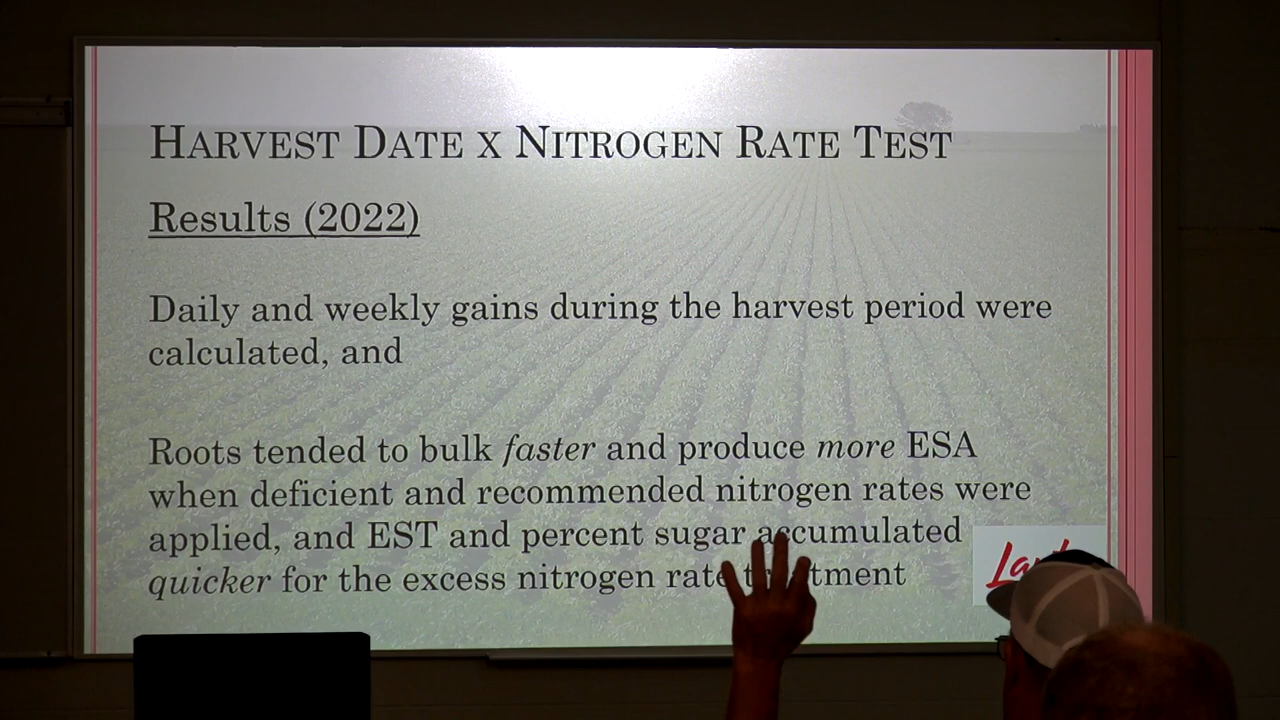 HARVEST DATE X NITROGEN RATE TEST
Results (2022)
Daily and weekly gains during the harvest period were
calculated, and
Roots tended to bulk faster and produce more ESA
when deficient and recommended nitrogen rates were
applied, and EST and percent sugar accumulated
quicker for the excess nitrogen rate treatment